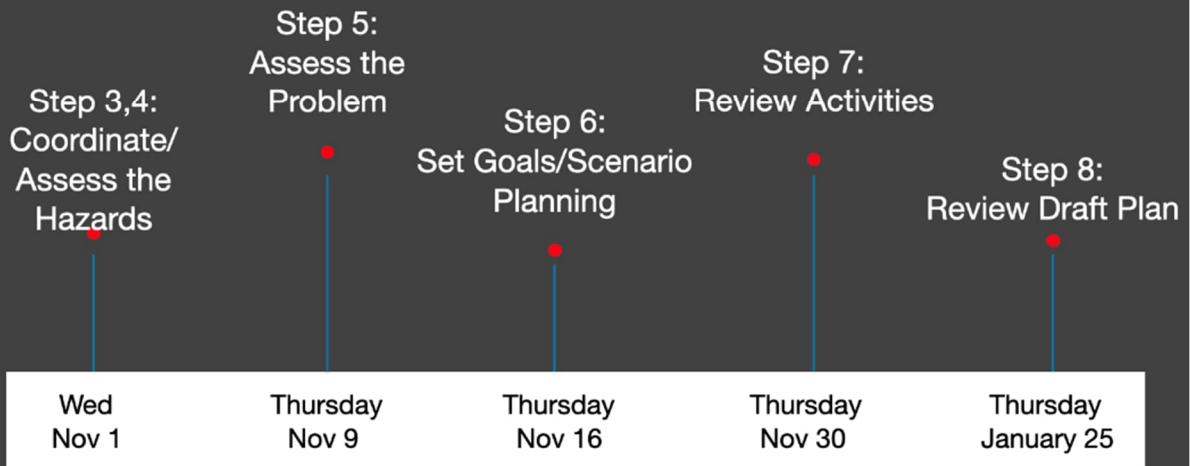 Step 3,4:
Coordinate/
Assess the
Hazards
Step 5:
Assess the
Problem
Step 6:
Set Goals/Scenario
Planning
Step 7:
Review Activities
Step 8:
Review Draft Plan
Wed
Nov 1
Thursday
Nov 9
Thursday
Nov 16
Thursday
Nov 30
Thursday
January 25